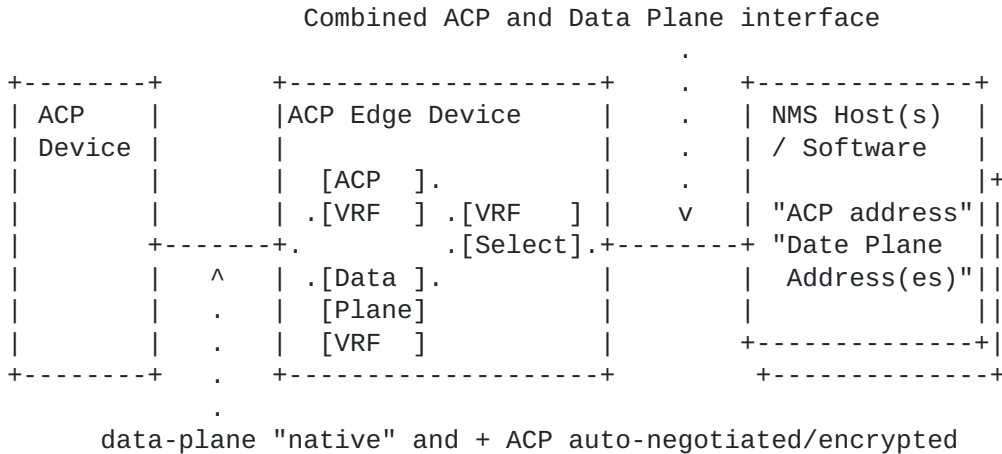 Combined ACP and Data Plane interface
                                             .
+--------+       +--------------------+     .   +--------------+
| ACP    |       |ACP Edge Device     |     .   | NMS Host(s)  |
| Device |       |                    |     .   | / Software   |
|        |       |  [ACP  ].          |     .   |              |+
|        |       | .[VRF  ] .[VRF   ] |     v   | "ACP address"||
|        +-------+.         .[Select].+--------+ "Date Plane  ||
|        |   ^   | .[Data ].          |         |  Address(es)"||
|        |   .   |  [Plane]           |         |              ||
|        |   .   |  [VRF  ]           |         +--------------+|
+--------+   .   +--------------------+          +--------------+
             .
data-plane "native" and + ACP auto-negotiated/encrypted